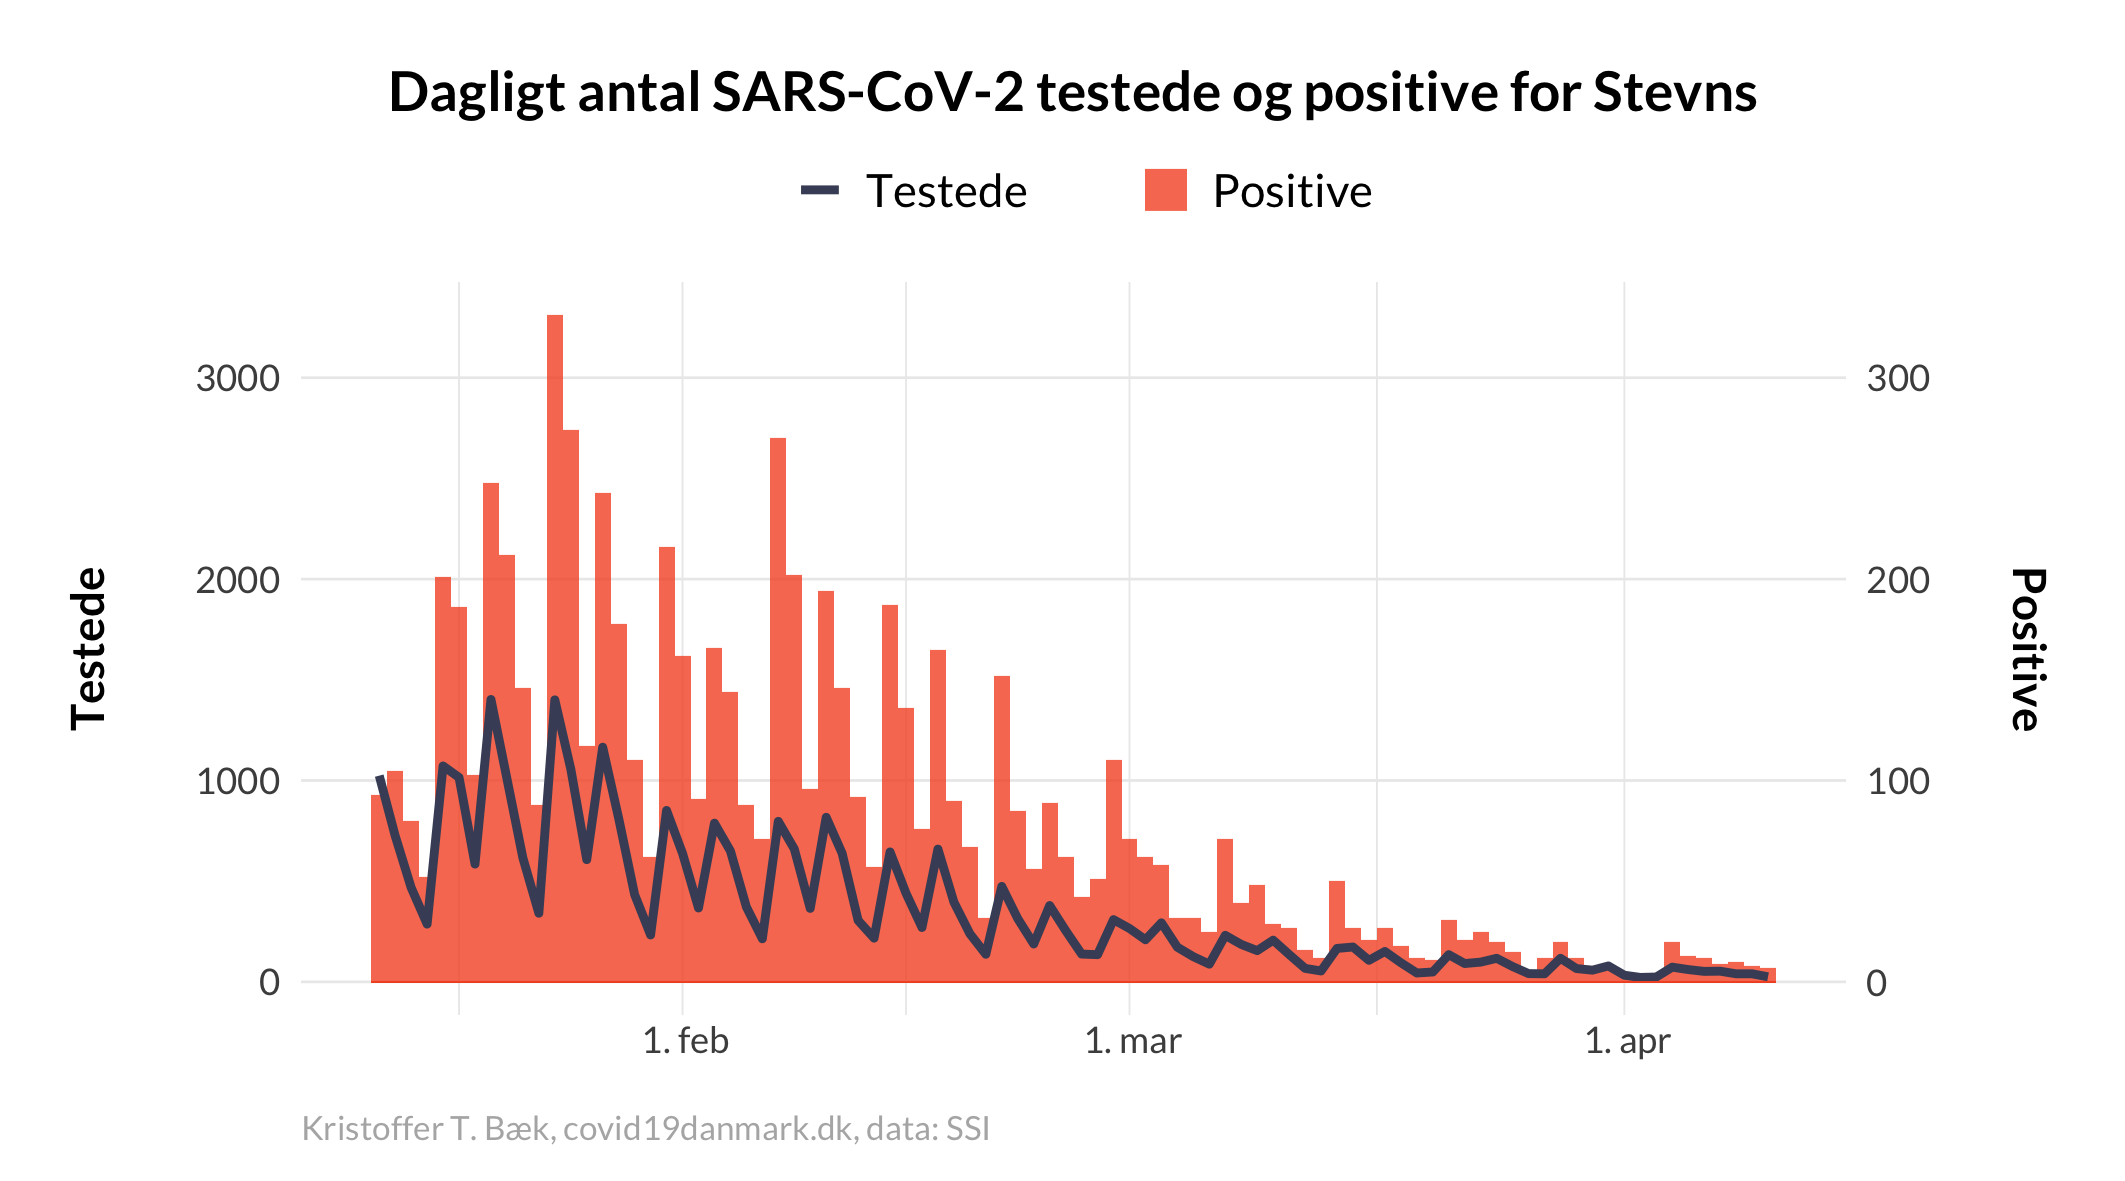 Dagligt antal SARS-CoV-2 testede og positive for Stevns
Testede Positive
3000 300
2000 200
Testede
Positive
1000 100
0 0
1. feb 1. mar 1. apr
Kristoffer T. Bæk, covid19danmark.dk, data: SSI